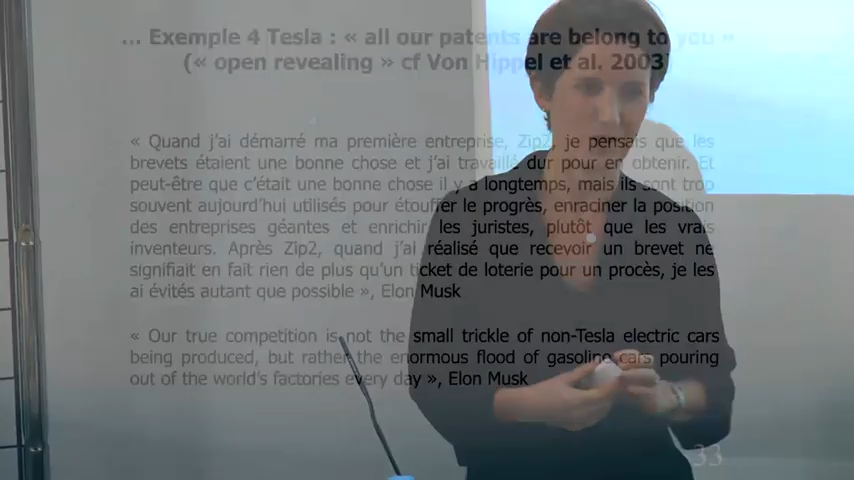 ... Exemple 4 Tesla : « all our patents are belong to you »
(« open revealing » cf Von Hippel et al. 2003)
« Quand j'ai démarré ma première entreprise, Zip2, je pensais que les
brevets étaient une bonne chose et j'ai travaillé dur pour en obtenir. Et
peut-être que c'était une bonne chose il y a longtemps, mais ils sont trop
souvent aujourd'hui utilisés pour étouffer le progrès, enraciner la position
des entreprises géantes et enrichir les juristes, plutôt que les vrais
inventeurs. Après Zip2, quand j'ai réalisé que recevoir un brevet ne
signifiait en fait rien de plus qu'un ticket de loterie pour un procès, je les
ai évités autant que possible », Elon Musk
« Our true competition is not the small trickle of non-Tesla electric cars
being produced, but rather the enormous flood of gasoline cars pouring
out of the world's factories every day », Elon Musk
33